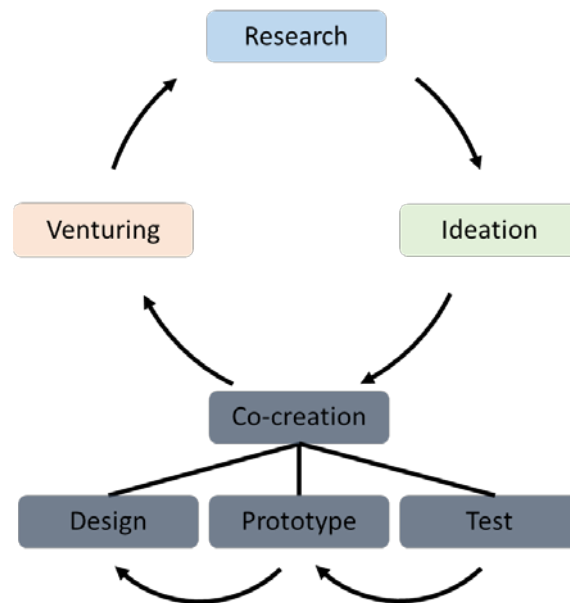 Research
Venturing
Ideation
Co-creation
Design
Prototype
Test